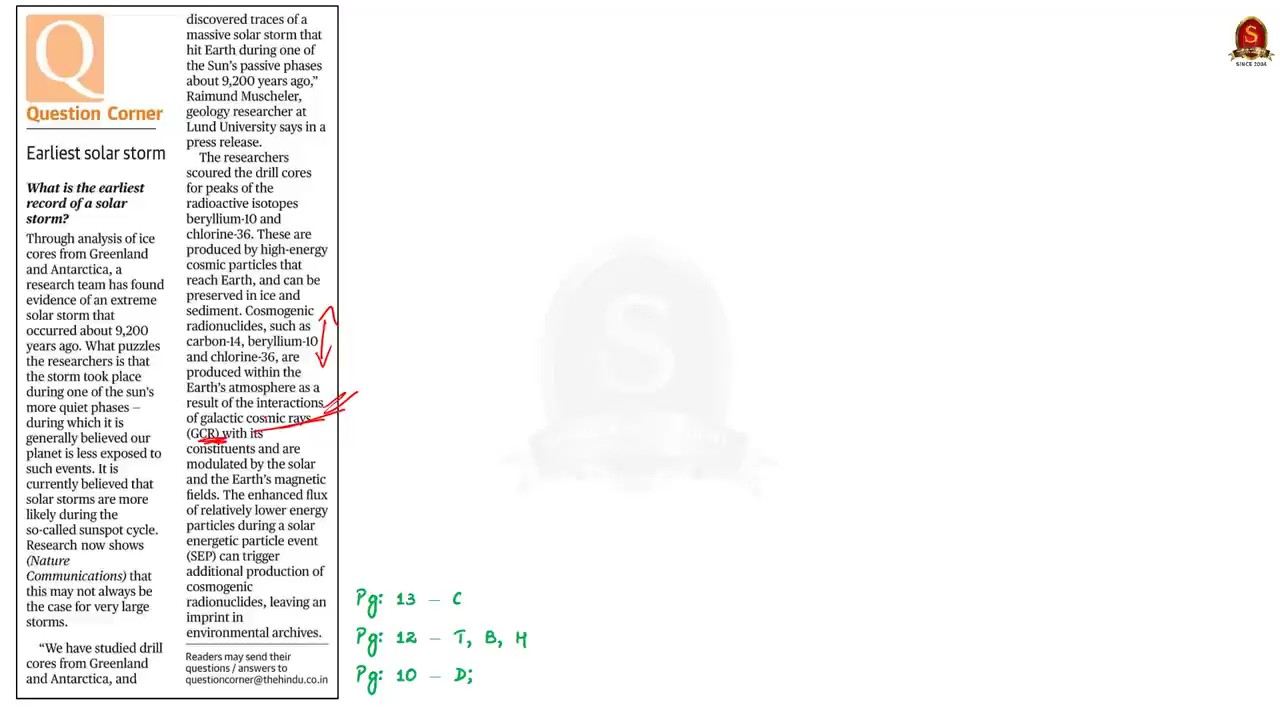 Q
Question Corner
Earliest solar storm
What is the earliest
record of a solar
storm?
Through analysis of ice
cores from Greenland
and Antarctica, a
research team has found
evidence of an extreme
solar storm that
occurred about 9,200
years ago. What puzzles
the researchers is that
the storm took place
during one of the sun's
more quiet phases –
during which it is
generally believed our
planet is less exposed to
such events. It is
currently believed that
solar storms are more
likely during the
so-called sunspot cycle.
Research now shows
(Nature
Communications) that
this may not always be
the case for very large
storms.
“We have studied drill
cores from Greenland
and Antarctica, and
discovered traces of a
massive solar storm that
hit Earth during one of
the Sun's passive phases
about 9,200 years ago,”
Raimund Muscheler,
geology researcher at
Lund University says in a
press release.
The researchers
scoured the drill cores
for peaks of the
radioactive isotopes
beryllium-10 and
chlorine-36. These are
produced by high-energy
cosmic particles that
reach Earth, and can be
preserved in ice and
sediment. Cosmogenic
radionuclides, such as
carbon-14, beryllium-10
and chlorine-36, are
produced within the
Earth's atmosphere as a
result of the interactions
of galactic cosmic rays
(GCR) with its
constituents and are
modulated by the solar
and the Earth's magnetic
fields. The enhanced flux
of relatively lower energy
particles during a solar
energetic particle event
(SEP) can trigger
additional production of
cosmogenic
radionuclides, leaving an
imprint in
environmental archives.
Readers may send their
questions / answers to
questioncorner@thehindu.co.in
Pg: 13 – C
Pg: 12 – T, B, H
Pg: 10 – D;
S
SINCE 2004
S